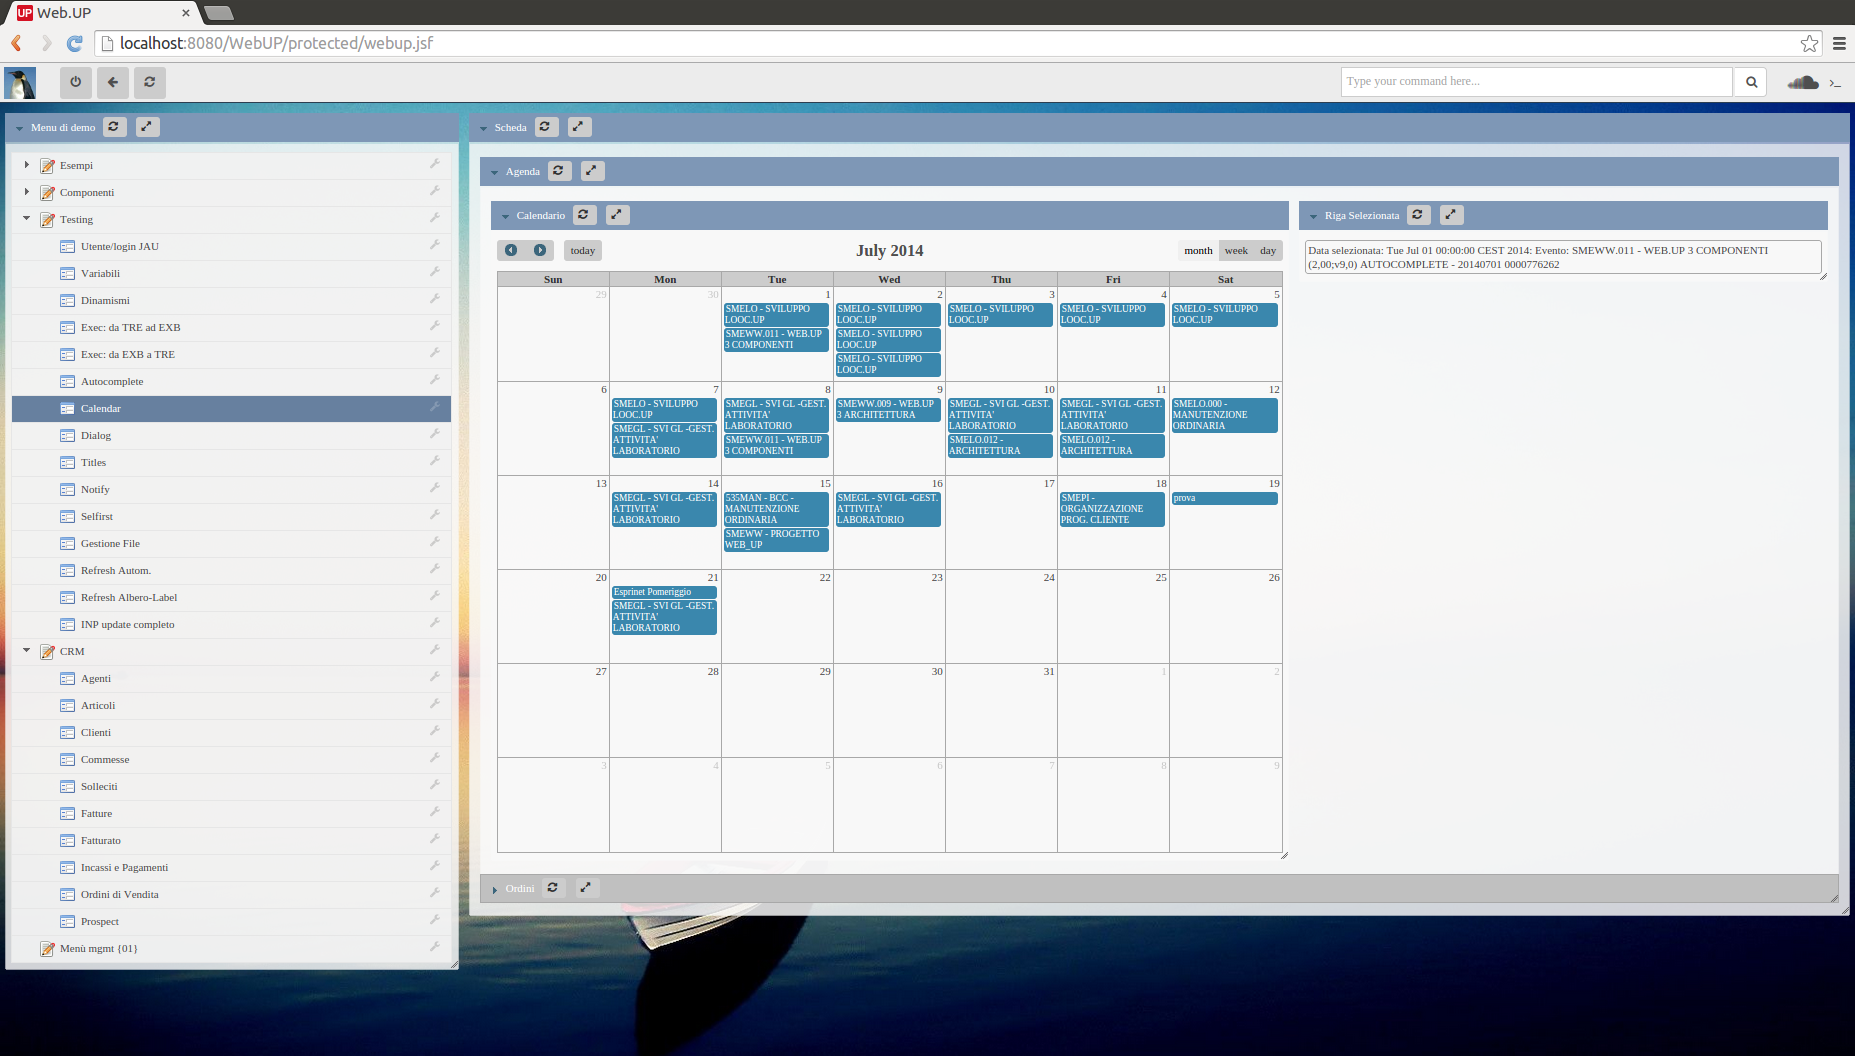 UP Web.UP
localhost:8080/WebUP/protected/webup.jsf
Type your command here...
Menu di demo
Esempi
Componenti
Testing
Utente/login JAU
Variabili
Dinamismi
Exec: da TRE ad EXB
Exec: da EXB a TRE
Autocomplete
Calendar
Dialog
Titles
Notify
Selfirst
Gestione File
Refresh Autom.
Refresh Albero-Label
INP update completo
CRM
Agenti
Articoli
Clienti
Commesse
Solleciti
Fatture
Fatturato
Incassi e Pagamenti
Ordini di Vendita
Prospect
Menù mgmt {01}
Scheda
Agenda
Calendario
today
July 2014
month week day
Sun Mon Tue Wed Thu Fri Sat
29 30 1 2 3 4 5
SMELO - SVILUPPO
LOOC.UP
SMEWW.011 - WEB.UP
3 COMPONENTI
SMELO - SVILUPPO
LOOC.UP
SMELO - SVILUPPO
LOOC.UP
SMELO - SVILUPPO
LOOC.UP
SMELO - SVILUPPO
LOOC.UP
SMELO - SVILUPPO
LOOC.UP
SMELO - SVILUPPO
LOOC.UP
6 7 8 9 10 11 12
SMELO - SVILUPPO
LOOC.UP
SMEGL - SVI GL -GEST.
ATTIVITA'
LABORATORIO
SMEGL - SVI GL -GEST.
ATTIVITA'
LABORATORIO
SMEWW.011 - WEB.UP
3 COMPONENTI
SMEWW.009 - WEB.UP
3 ARCHITETTURA
SMEGL - SVI GL -GEST.
ATTIVITA'
LABORATORIO
SMELO.012 -
ARCHITETTURA
SMEGL - SVI GL -GEST.
ATTIVITA'
LABORATORIO
SMELO.012 -
ARCHITETTURA
SMELO.000 -
MANUTENZIONE
ORDINARIA
13 14 15 16 17 18 19
SMEGL - SVI GL -GEST.
ATTIVITA'
LABORATORIO
535MAN - BCC -
MANUTENZIONE
ORDINARIA
SMEWW - PROGETTO
WEB_UP
SMEGL - SVI GL -GEST.
ATTIVITA'
LABORATORIO
SMEPI -
ORGANIZZAZIONE
PROG. CLIENTE
prova
20 21 22 23 24 25 26
Esprinet Pomeriggio
SMEGL - SVI GL -GEST.
ATTIVITA'
LABORATORIO
27 28 29 30 31 1 2
3 4 5 6 7 8 9
Riga Selezionata
Data selezionata: Tue Jul 01 00:00:00 CEST 2014: Evento: SMEWW.011 - WEB.UP 3 COMPONENTI
(2,00;v9,0) AUTOCOMPLETE - 20140701 0000776262
Ordini